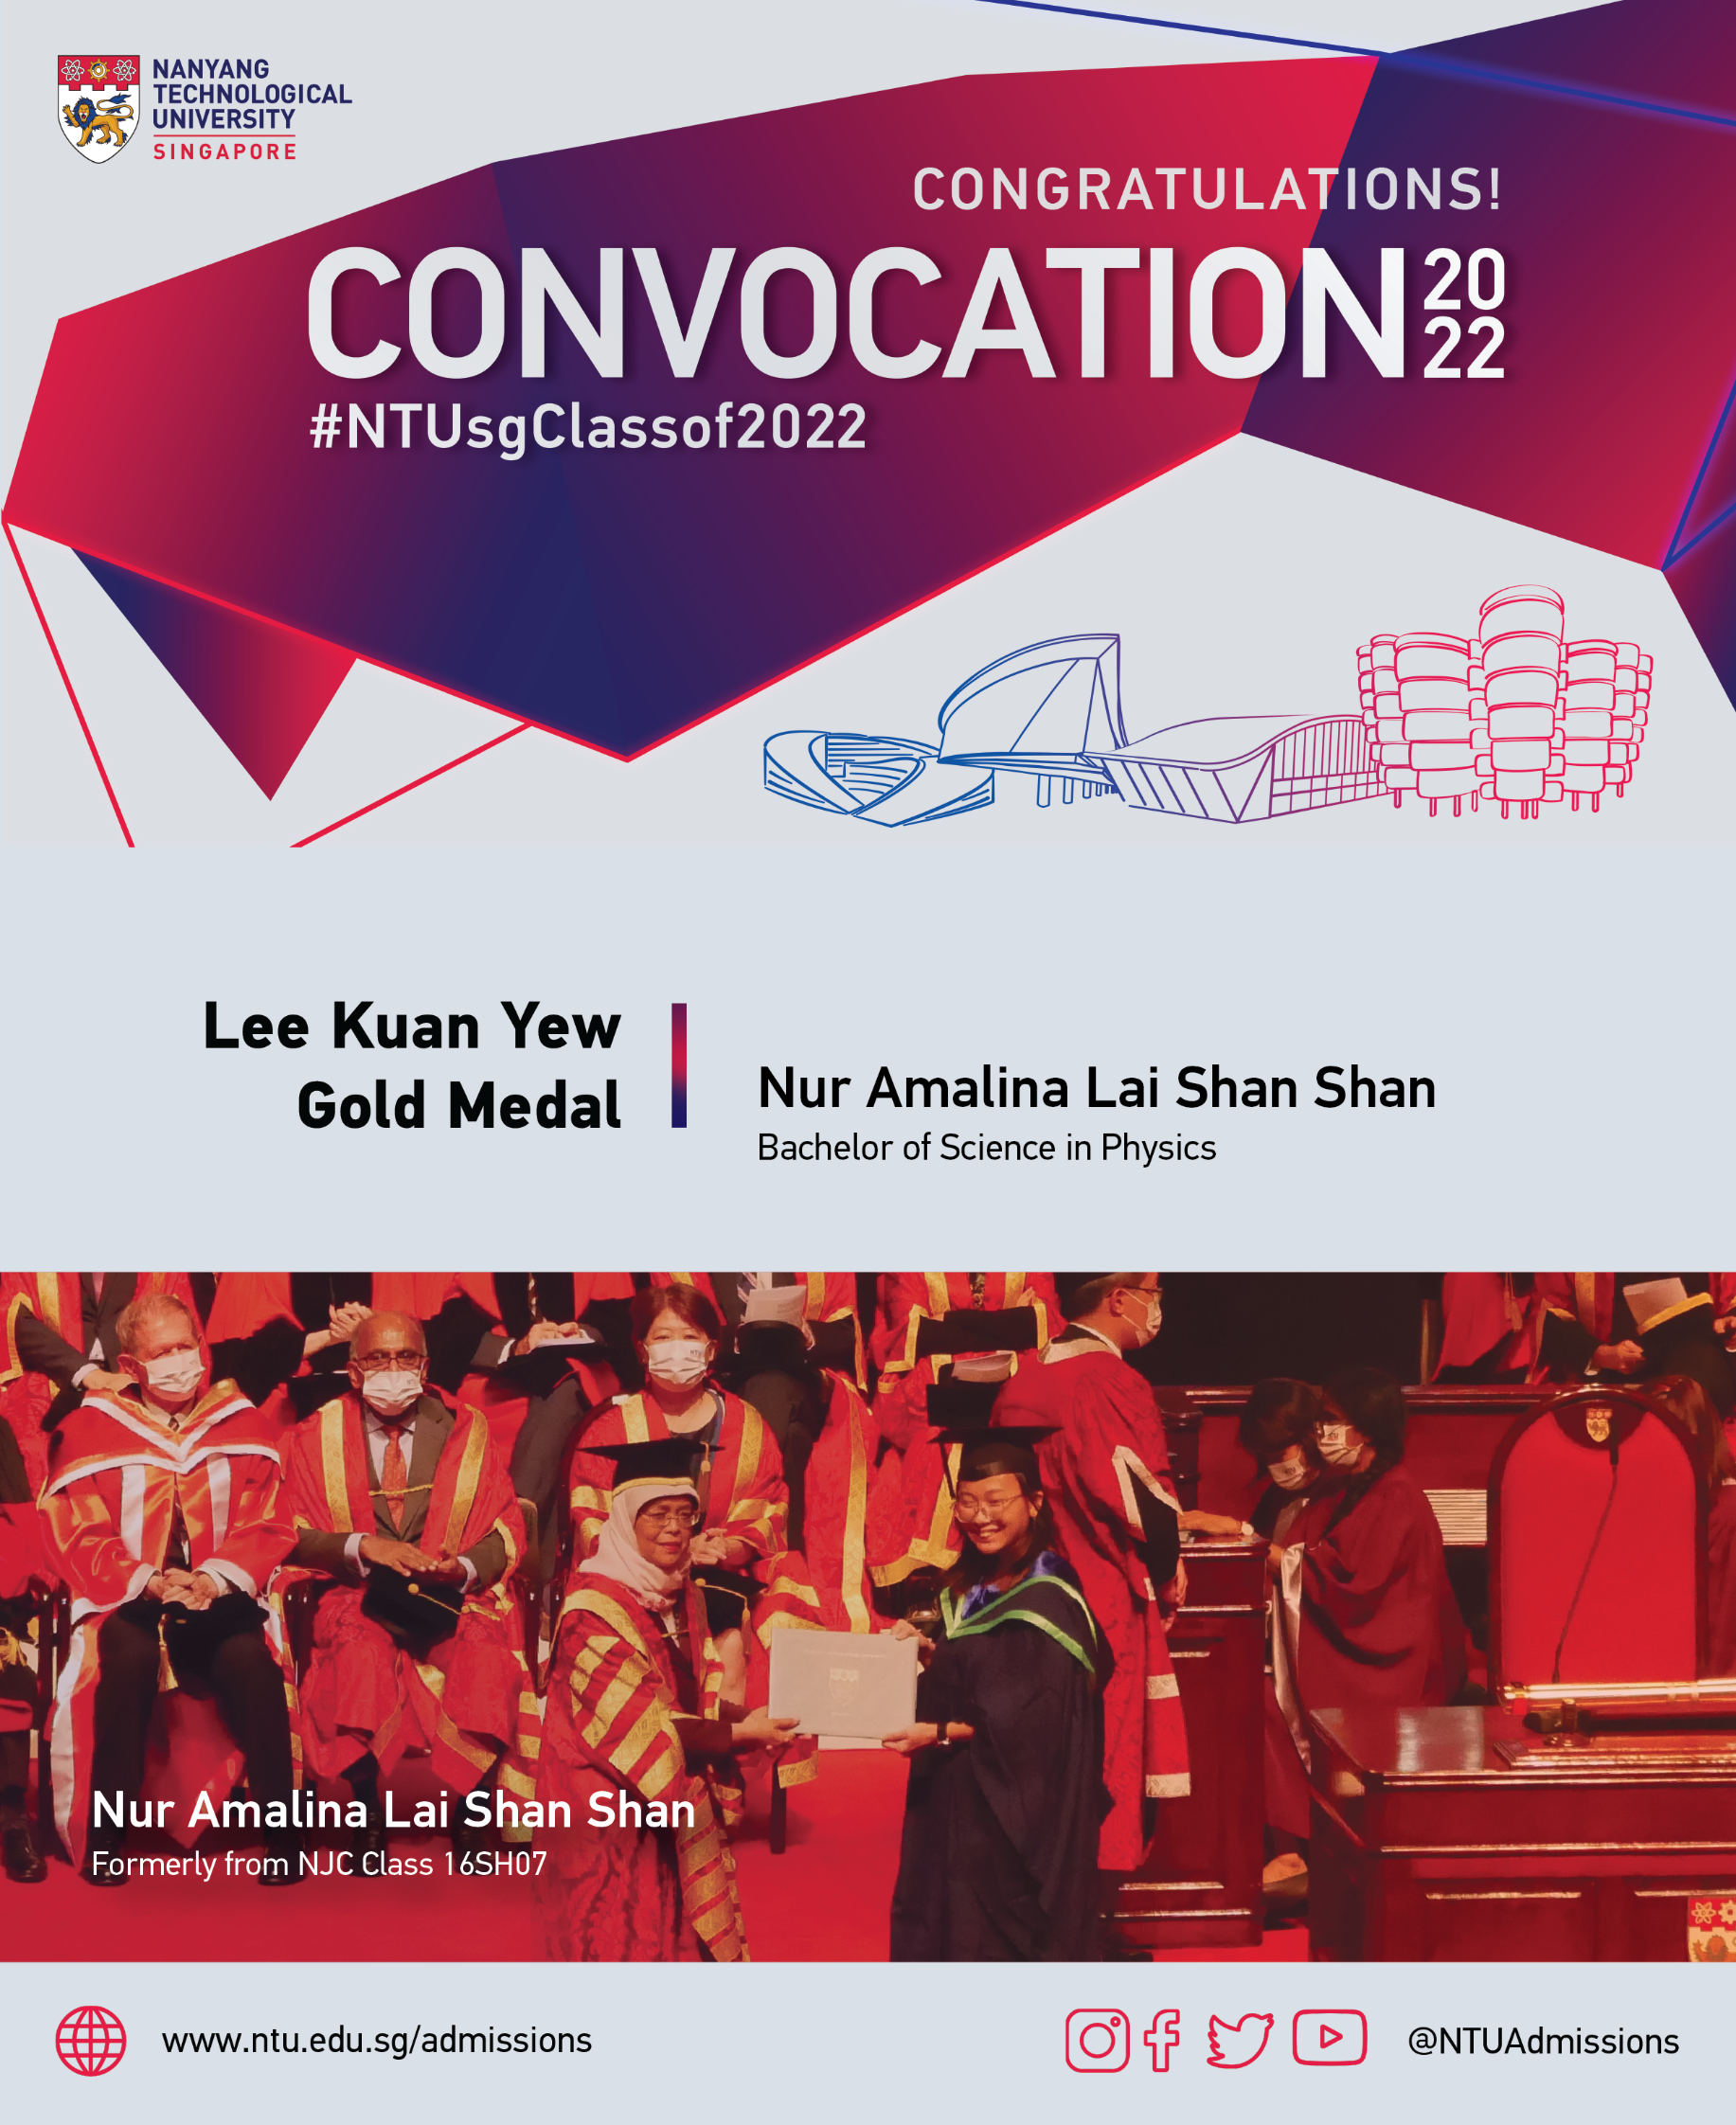 NANYANG
TECHNOLOGICAL
UNIVERSITY
SINGAPORE
CONGRATULATIONS!
CONVOCATION 2022
#NTUsgClassof2022
Lee Kuan Yew
Gold Medal
Nur Amalina Lai Shan Shan
Bachelor of Science in Physics
Nur Amalina Lai Shan Shan
Formerly from NJC Class 16SH07
www.ntu.edu.sg/admissions
@NTUAdmissions